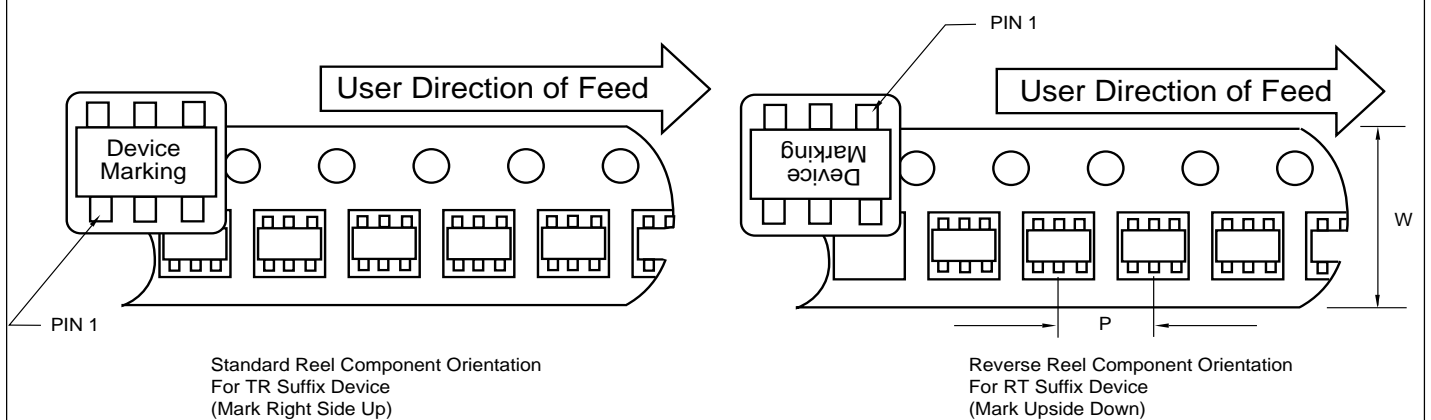 PIN 1
User Direction of Feed
Device
Marking
PIN 1
Standard Reel Component Orientation
For TR Suffix Device
(Mark Right Side Up)
PIN 1
User Direction of Feed
Device
Marking
W
P
Reverse Reel Component Orientation
For RT Suffix Device
(Mark Upside Down)